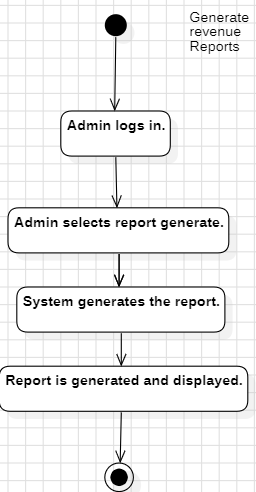 Generate
revenue
Reports
Admin logs in.
Admin selects report generate.
System generates the report.
Report is generated and displayed.